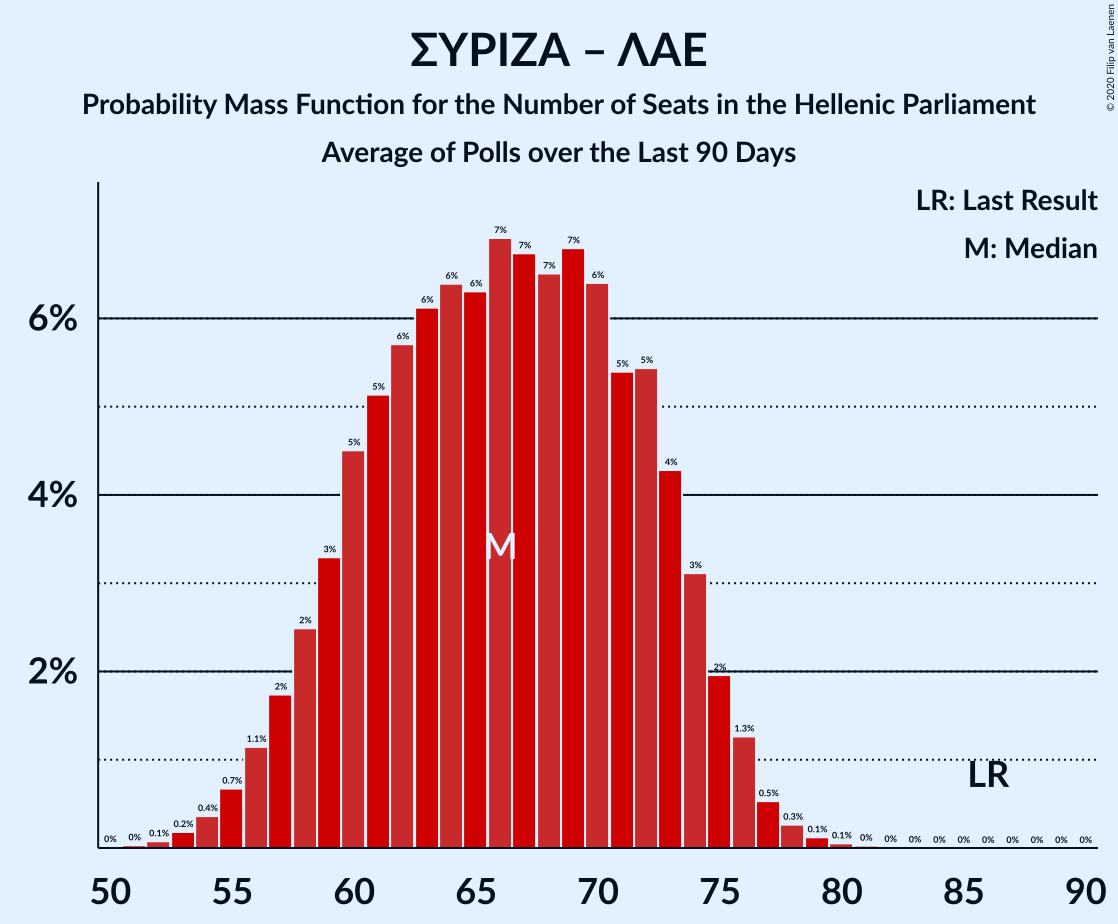 ΣΥΡΙΖΑ – ΛΑΕ
Probability Mass Function for the Number of Seats in the Hellenic Parliament
Average of Polls over the Last 90 Days
© 2020 Filip van Laenen
LR: Last Result
M: Median
6%
4%
2%
0% 0% 0.1% 0.2% 0.4% 0.7% 1.1% 2% 2% 3% 5% 5% 6% 6% 6% 6% 7% 7% 7% 7% 6% 5% 5% 4% 3% 2% 1.3% 0.5% 0.3% 0.1% 0.1% 0% 0% 0% 0% 0% 0% 0% 0% 0% 0%
M
LR
50 55 60 65 70 75 80 85 90